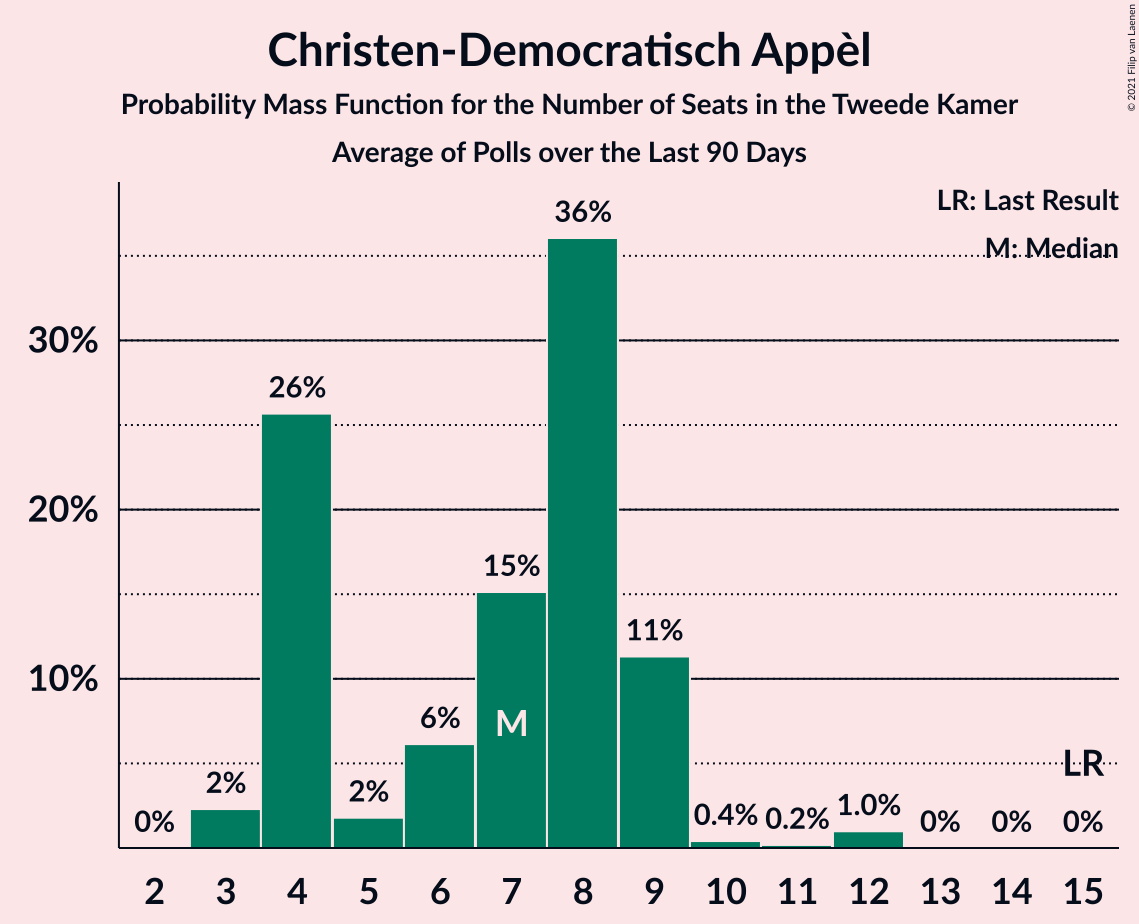 Christen-Democratisch Appèl
Probability Mass Function for the Number of Seats in the Tweede Kamer
Average of Polls over the Last 90 Days
© 2021 Filip van Laenen
LR: Last Result
M: Median
36%
30%
26%
20%
15%
11%
10%
M
6%
LR
2%
2%
0%
0.4%
0.2%
1.0%
0%
0%
0%
2 3 4 5 6 7 8 9 10 11 12 13 14 15